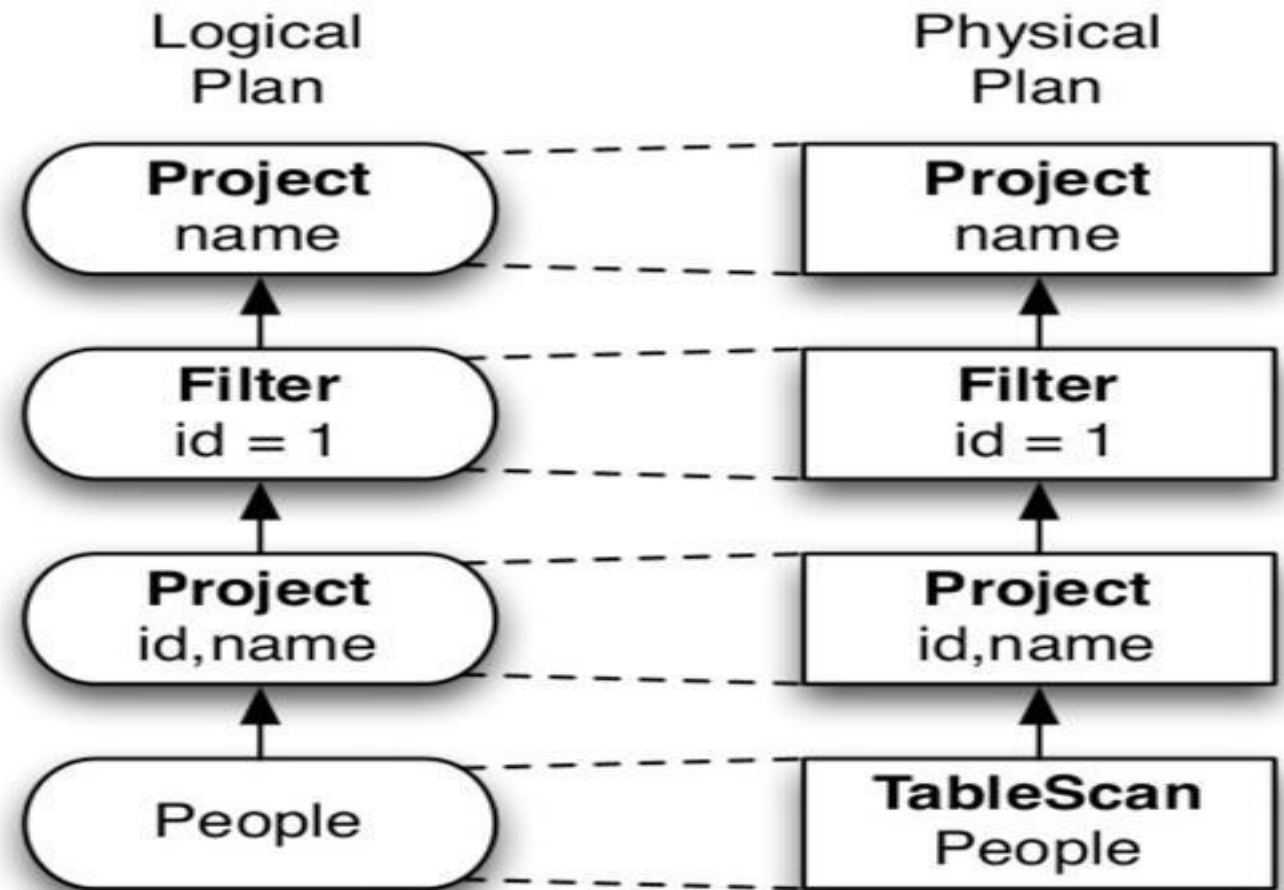 Logical
Plan
Project
name
Filter
id = 1
Project
id,name
People
Physical
Plan
Project
name
Filter
id = 1
Project
id,name
TableScan
People